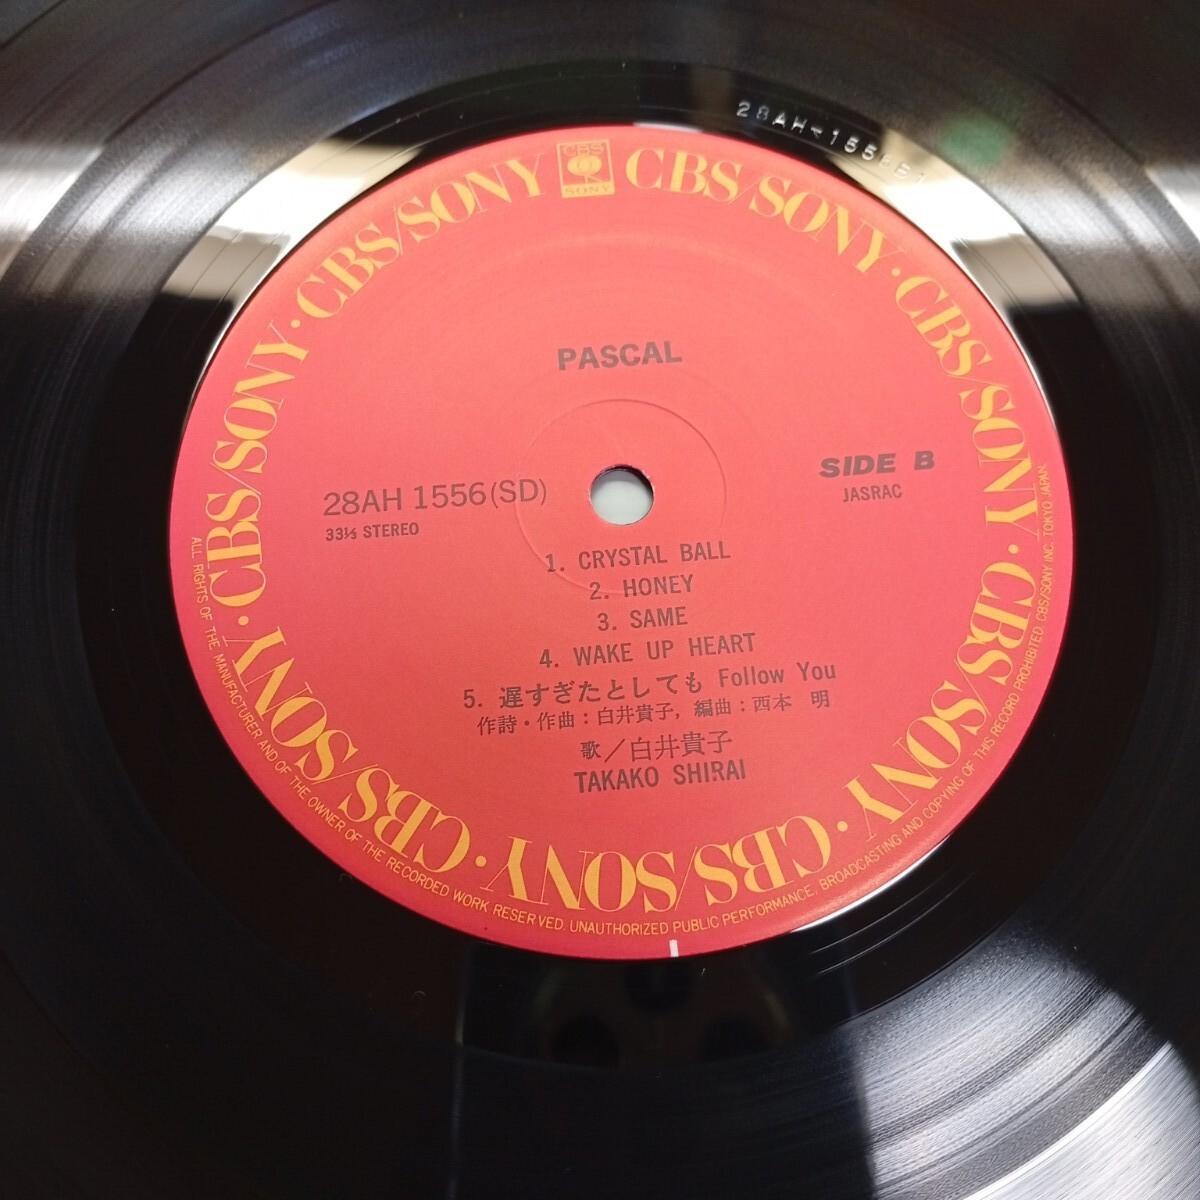 28AH
CBS/SONY · CBS/SONY · CBS/SONY · CBS/SONY · CBS/SONY · CBS/SONY · CBS/SONY · CBS/SONY
CBS
SONY
PASCAL
SIDE B
JASRAC
28AH 1556(SD)
33⅓ STEREO
1. CRYSTAL BALL
2. HONEY
3. SAME
4. WAKE UP HEART
5. 遅すぎたとしても Follow You
作詩・作曲：白井貴子, 編曲：西本 明
歌／白井貴子
TAKAKO SHIRAI
ALL RIGHTS OF THE MANUFACTURER AND OF THE OWNER OF THE RECORDED WORK RESERVED. UNAUTHORIZED PUBLIC PERFORMANCE, BROADCASTING AND COPYING OF THIS RECORD PROHIBITED. CBS/SONY INC. TOKYO JAPAN.